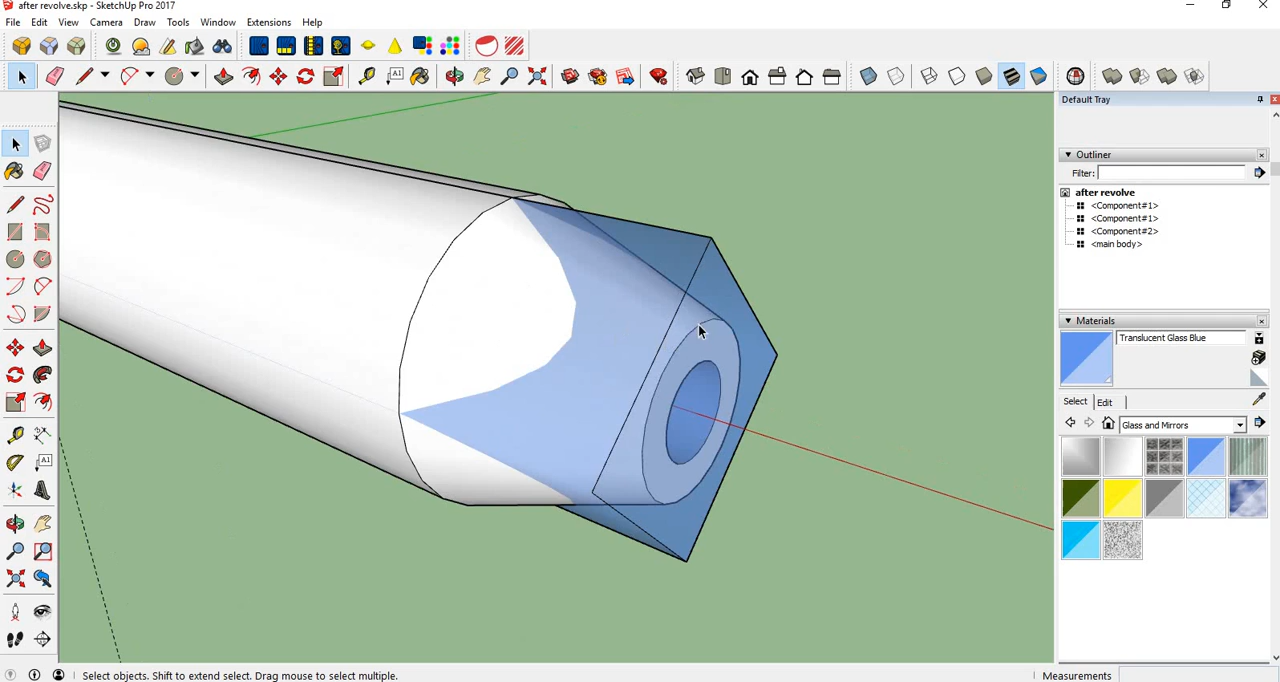 after revolve.skp - SketchUp Pro 2017
File Edit View Camera Draw Tools Window Extensions Help
A1
Default Tray
Outliner
Filter:
after revolve
<Component#1>
<Component#1>
<Component#2>
<main body>
Materials
Translucent Glass Blue
Select Edit
Glass and Mirrors
A1
Select objects. Shift to extend select. Drag mouse to select multiple.
Measurements